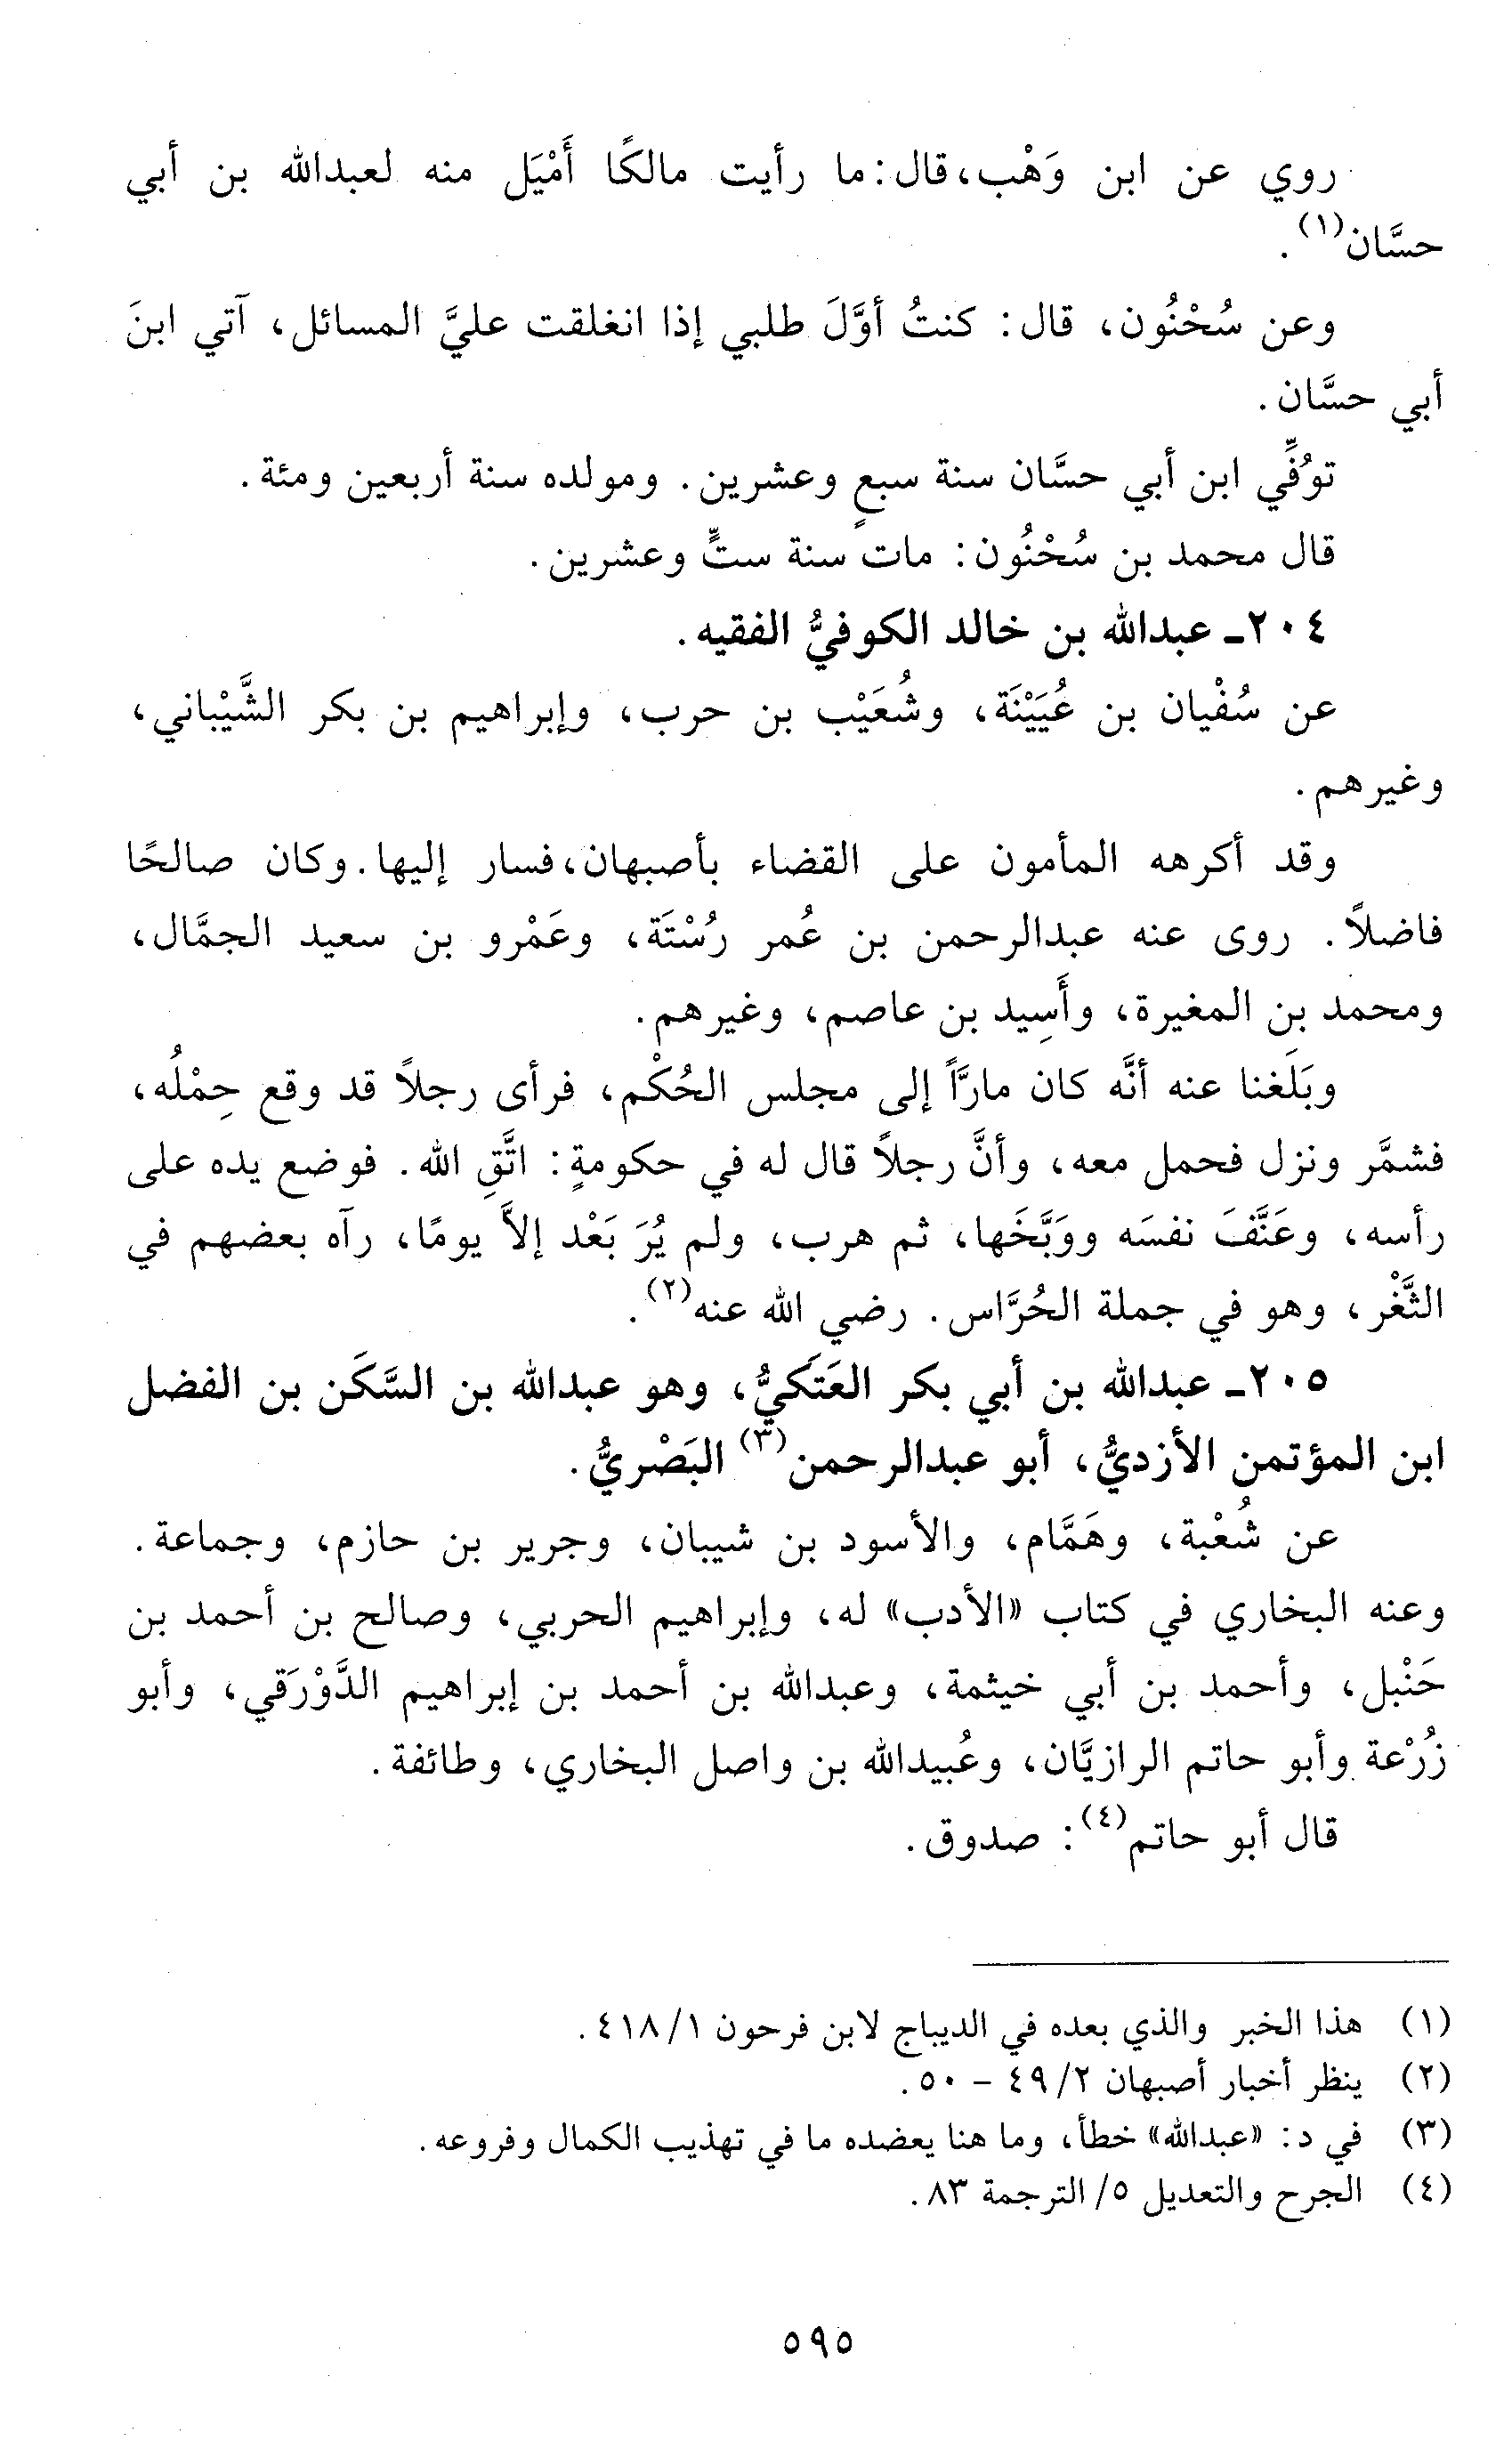 روي عن ابن وَهْب، قال: ما رأيت مالكًا أَمْيَل منه لعبدالله بن أبي
حسَّان(١).
وعن سُحْنُون، قال: كنتُ أوَّلَ طلبي إذا انغلقت عليَّ المسائل، آتي ابنَ
أبي حسَّان.
توُفِّي ابن أبي حسَّان سنة سبعٍ وعشرين. ومولده سنة أربعين ومئة.
قال محمد بن سُحْنُون: مات سنة ستٍّ وعشرين.
٢٠٤ـ عبدالله بن خالد الكوفيُّ الفقيه.
عن سُفْيان بن عُيَيْنَة، وشُعَيْب بن حرب، وإبراهيم بن بكر الشَّيْباني،
وغيرهم.
وقد أكرهه المأمون على القضاء بأصبهان، فسار إليها. وكان صالحًا
فاضلاً. روى عنه عبدالرحمن بن عُمر رُسْتَة، وعَمْرو بن سعيد الجمَّال،
ومحمد بن المغيرة، وأَسِيد بن عاصم، وغيرهم.
وبَلَغنا عنه أنَّه كان مارًّا إلى مجلس الحُكْم، فرأى رجلاً قد وقع حِمْلُه،
فشمَّر ونزل فحمل معه، وأنَّ رجلاً قال له في حكومةٍ: اتَّقِ الله. فوضع يده على
رأسه، وعَنَّفَ نفسَه ووَبَّخَها، ثم هرب، ولم يُرَ بَعْد إلاَّ يومًا، رآه بعضهم في
الثَّغْر، وهو في جملة الحُرَّاس. رضي الله عنه(٢).
٢٠٥ـ عبدالله بن أبي بكر العَتَكيُّ، وهو عبدالله بن السَّكَن بن الفضل
ابن المؤتمن الأزديُّ، أبو عبدالرحمن(٣) البَصْريُّ.
عن شُعْبة، وهَمَّام، والأسود بن شيبان، وجرير بن حازم، وجماعة.
وعنه البخاري في كتاب «الأدب» له، وإبراهيم الحربي، وصالح بن أحمد بن
حَنْبل، وأحمد بن أبي خيثمة، وعبدالله بن أحمد بن إبراهيم الدَّوْرَقي، وأبو
زُرْعة وأبو حاتم الرازيَّان، وعُبيدالله بن واصل البخاري، وطائفة.
قال أبو حاتم(٤): صدوق.
(١) هذا الخبر والذي بعده في الديباج لابن فرحون ١/ ٤١٨.
(٢) ينظر أخبار أصبهان ٢/ ٤٩ - ٥٠.
(٣) في د: «عبدالله» خطأ، وما هنا يعضده ما في تهذيب الكمال وفروعه.
(٤) الجرح والتعديل ٥/ الترجمة ٨٣.
٥٩٥